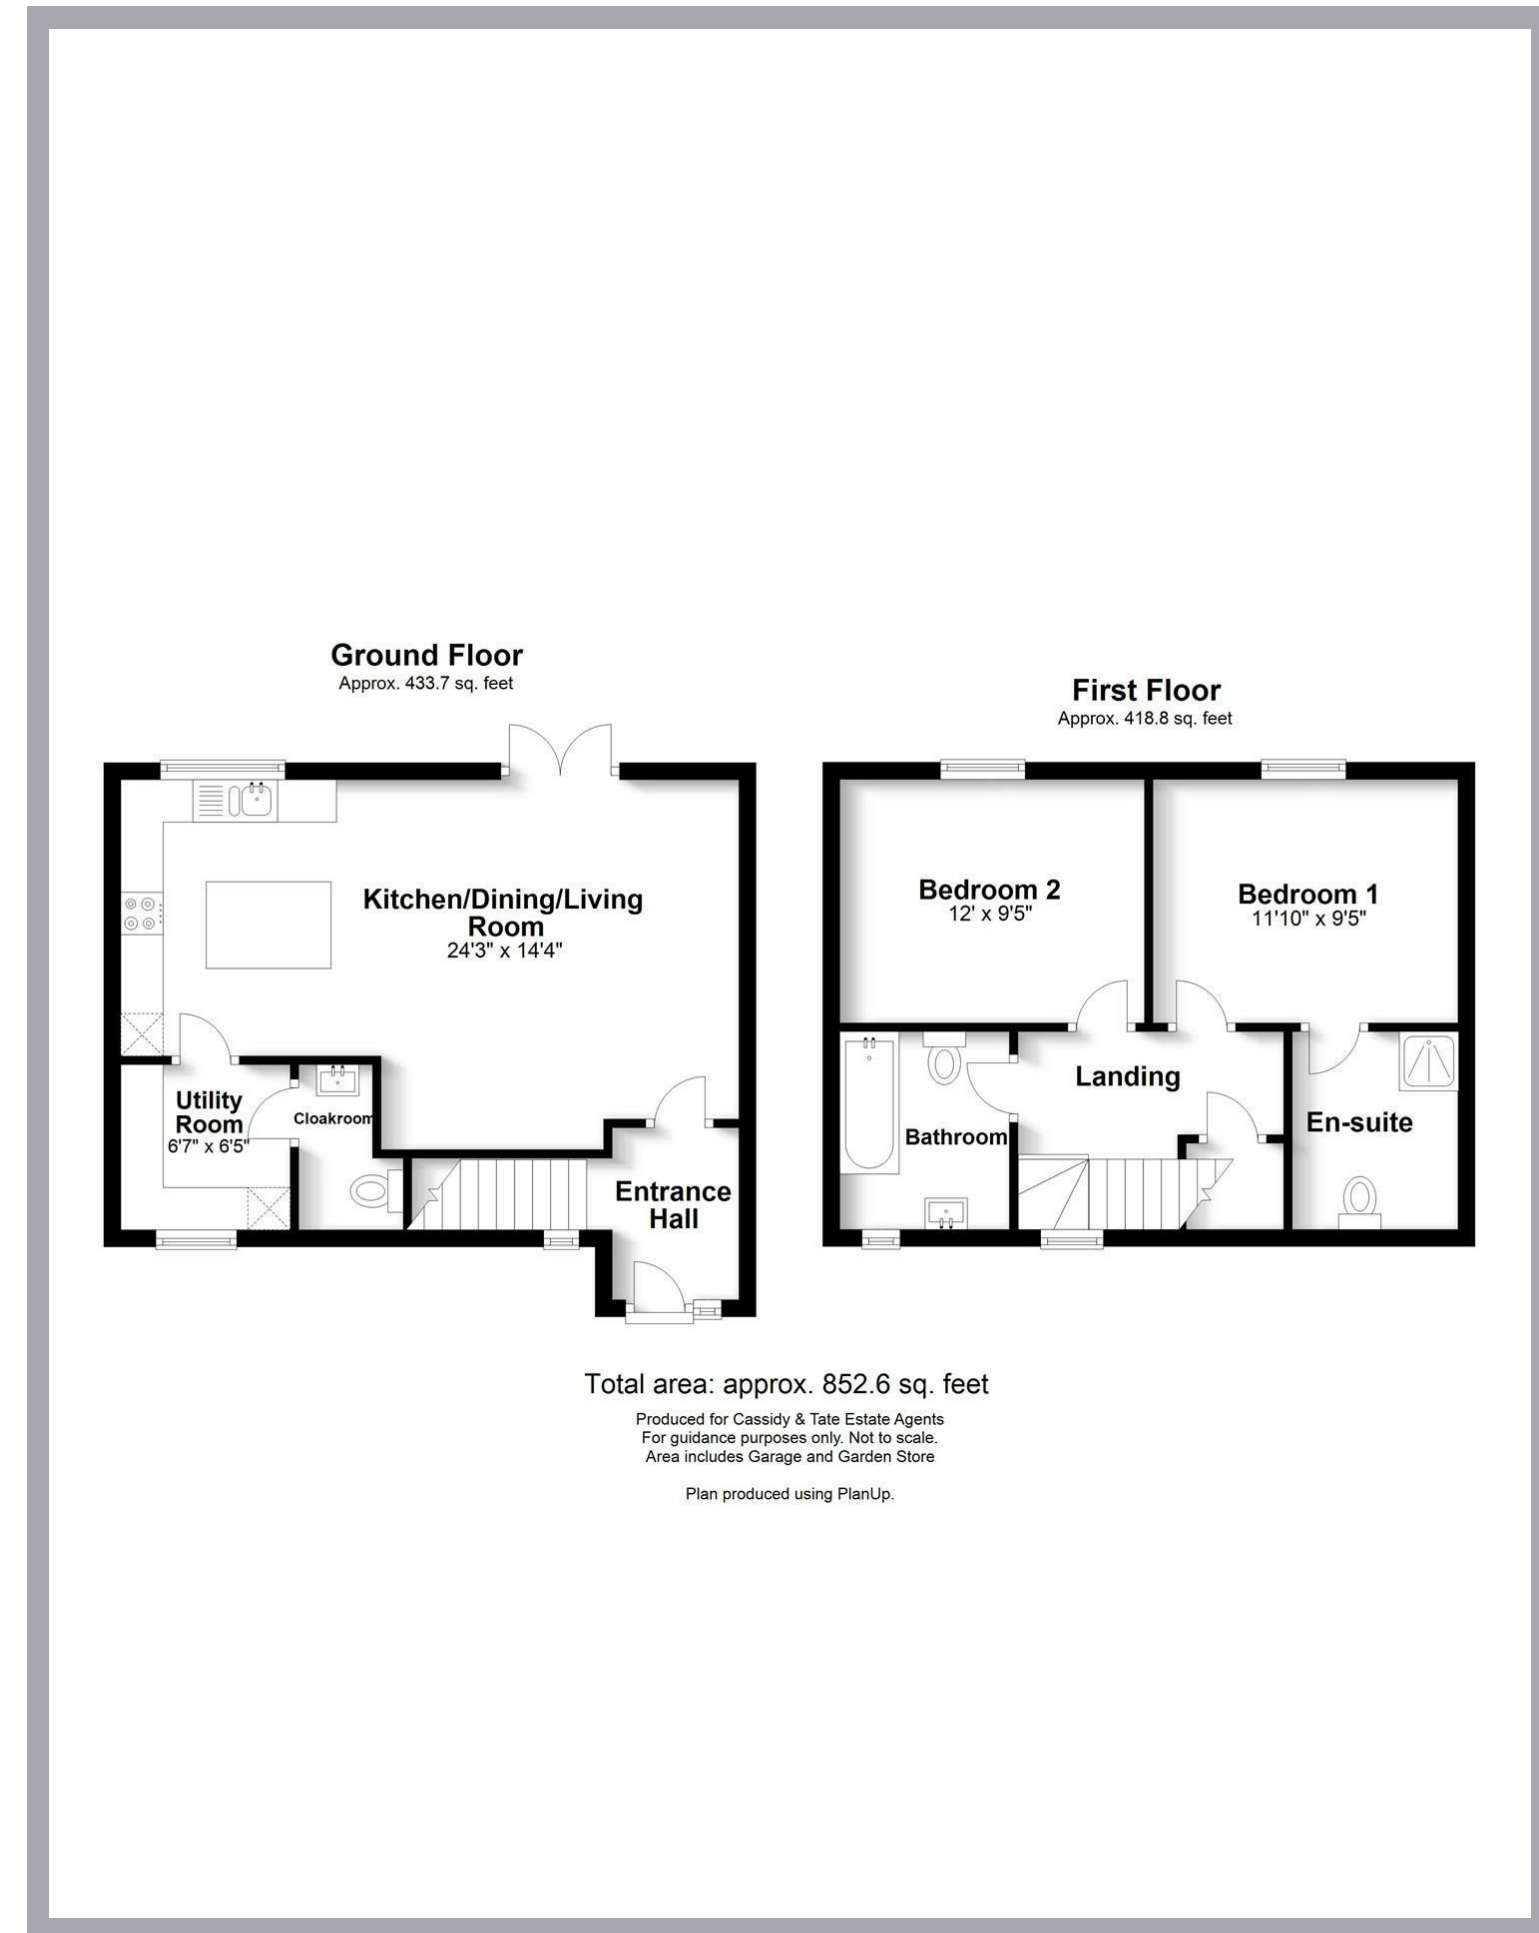 Ground Floor
Approx. 433.7 sq. feet
Kitchen/Dining/Living
Room
24'3" x 14'4"
Utility
Room
6'7" x 6'5"
Cloakroom
Entrance
Hall
First Floor
Approx. 418.8 sq. feet
Bedroom 2
12' x 9'5"
Bedroom 1
11'10" x 9'5"
Landing
Bathroom
En-suite
Total area: approx. 852.6 sq. feet
Produced for Cassidy & Tate Estate Agents
For guidance purposes only. Not to scale.
Area includes Garage and Garden Store
Plan produced using PlanUp.